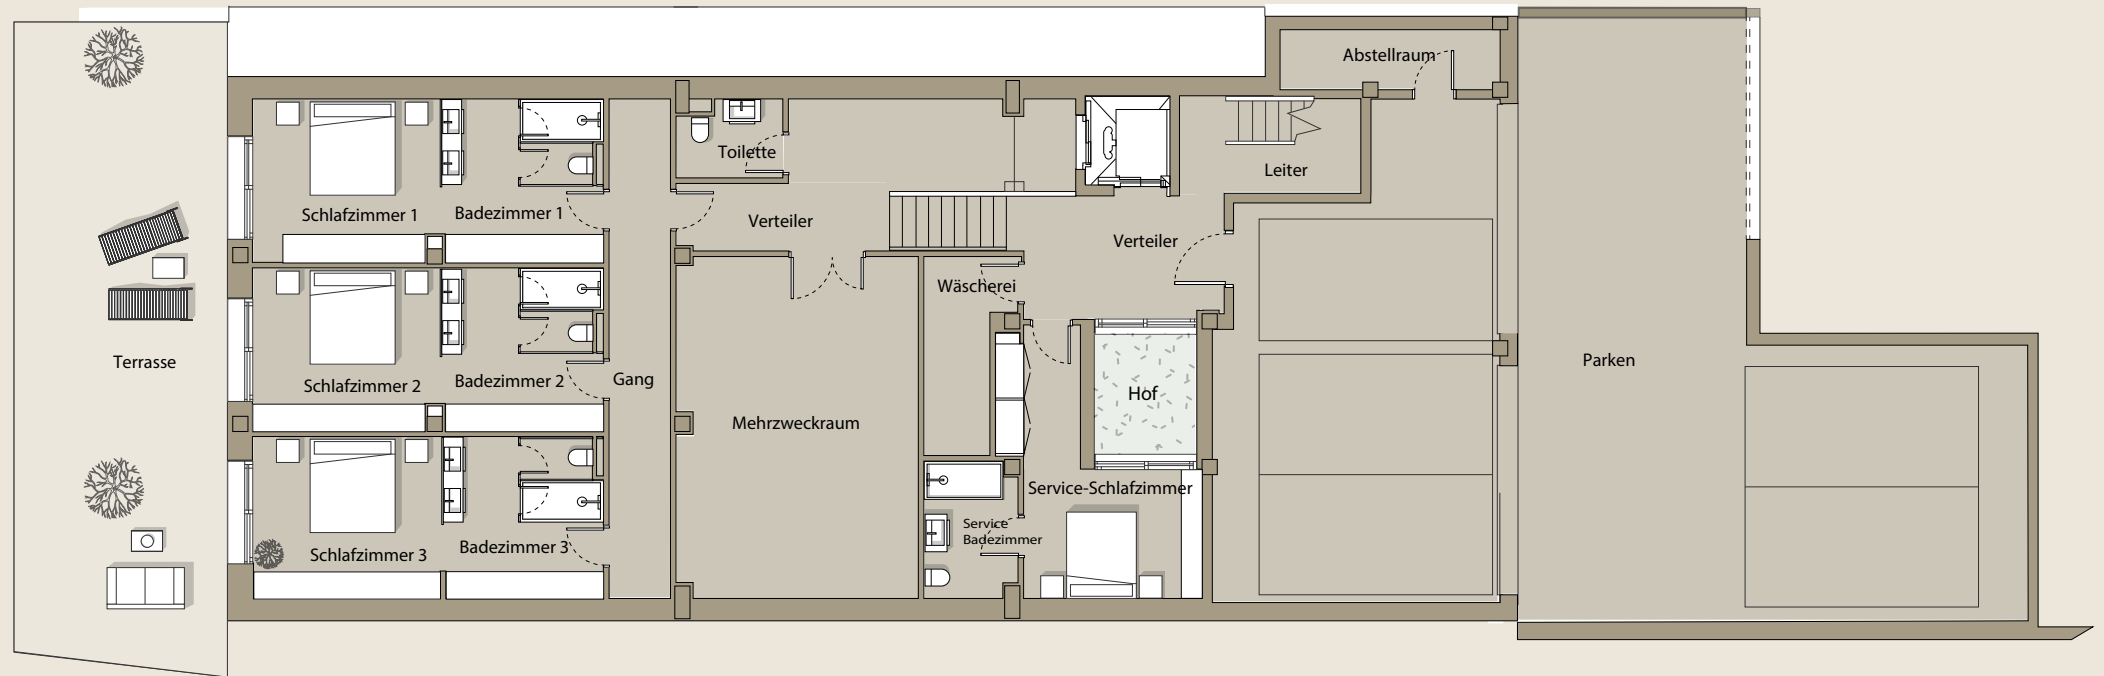 Abstellraum
Toilette
Leiter
Schlafzimmer 1
Badezimmer 1
Verteiler
Verteiler
Wäscherei
Terrasse
Parken
Schlafzimmer 2
Badezimmer 2
Gang
Hof
Mehrzweckraum
Service-Schlafzimmer
Service
Badezimmer
Schlafzimmer 3
Badezimmer 3